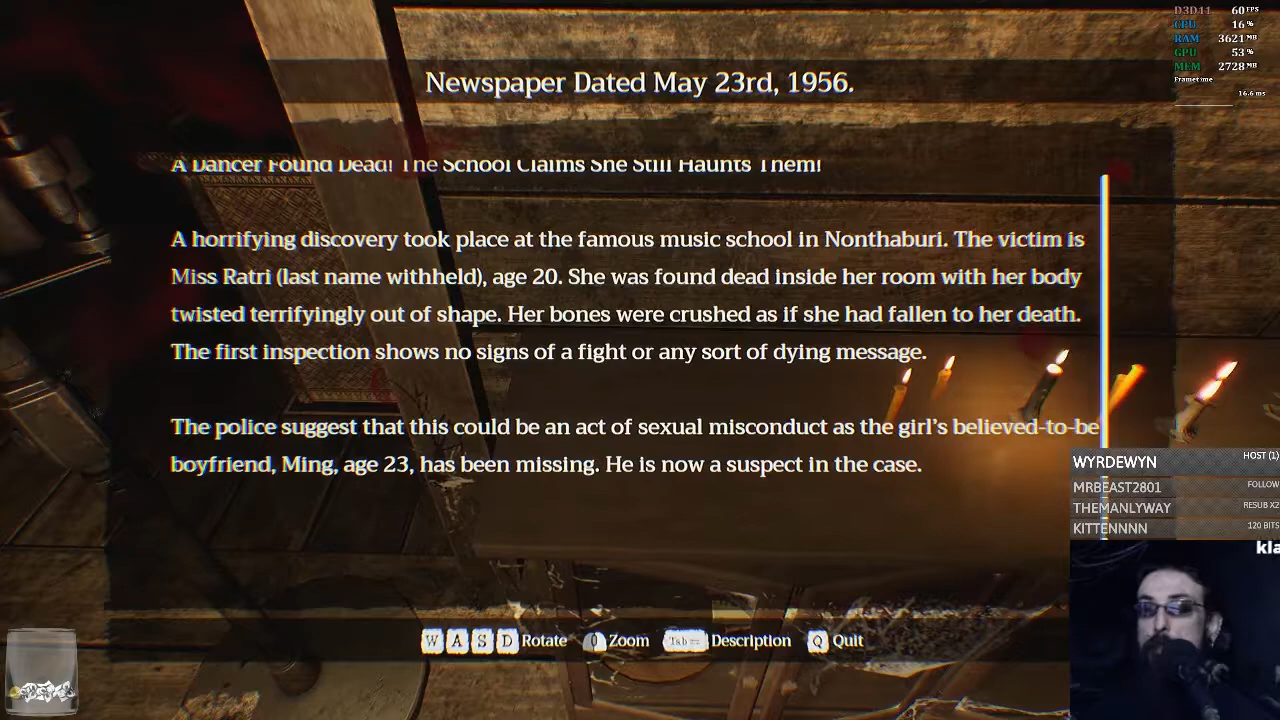 D3D11 60 FPS
GPU 16 %
RAM 3621 MB
GPU 53 %
MEM 2728 MB
Frametime
16.6 ms
Newspaper Dated May 23rd, 1956.
A Dancer Found Dead! The School Claims She Still Haunts Them!
A horrifying discovery took place at the famous music school in Nonthaburi. The victim is
Miss Ratri (last name withheld), age 20. She was found dead inside her room with her body
twisted terrifyingly out of shape. Her bones were crushed as if she had fallen to her death.
The first inspection shows no signs of a fight or any sort of dying message.
The police suggest that this could be an act of sexual misconduct as the girl's believed-to-be
boyfriend, Ming, age 23, has been missing. He is now a suspect in the case.
WYRDEWYN HOST (1)
MRBEAST2801 FOLLOW
THEMANLYWAY RESUB X2
KITTENNNN 120 BITS
kla
W A S D Rotate Zoom Tab Description Q Quit